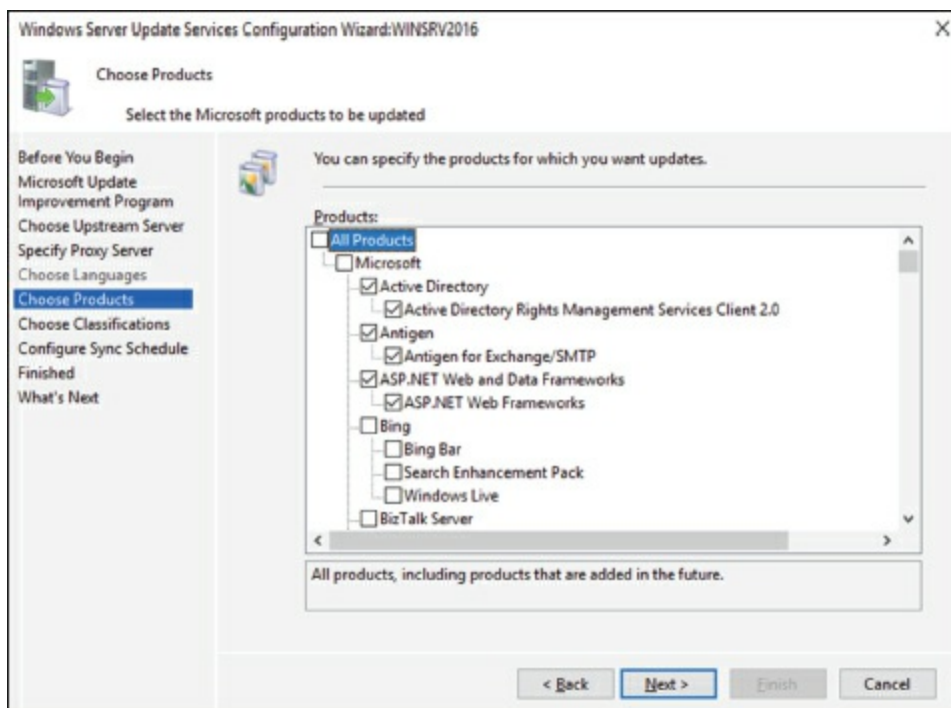 Windows Server Update Services Configuration Wizard:WINSRV2016
Choose Products
Select the Microsoft products to be updated
Before You Begin
Microsoft Update
Improvement Program
Choose Upstream Server
Specify Proxy Server
Choose Languages
Choose Products
Choose Classifications
Configure Sync Schedule
Finished
What's Next
You can specify the products for which you want updates.
Products:
All Products
Microsoft
Active Directory
Active Directory Rights Management Services Client 2.0
Antigen
Antigen for Exchange/SMTP
ASP.NET Web and Data Frameworks
ASP.NET Web Frameworks
Bing
Bing Bar
Search Enhancement Pack
Windows Live
BizTalk Server
All products, including products that are added in the future.
< Back
Next >
Finish
Cancel